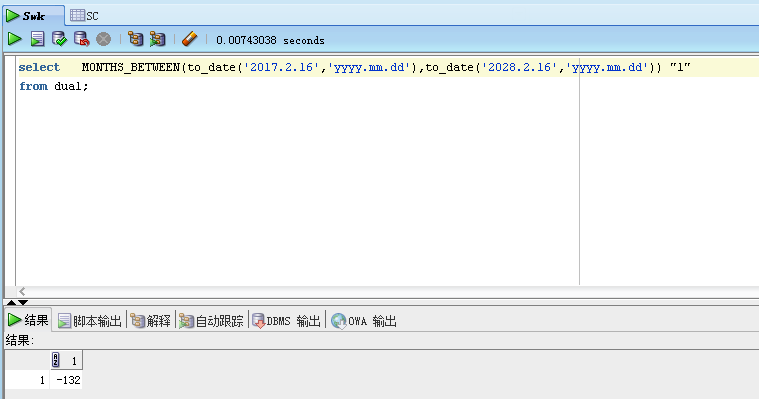 Swk
SC
0.00743038 seconds
select   MONTHS_BETWEEN(to_date('2017.2.16','yyyy.mm.dd'),to_date('2028.2.16','yyyy.mm.dd')) "1"
from dual;
结果 脚本输出 解释 自动跟踪 DBMS 输出 OWA 输出
结果:
1
1 -132